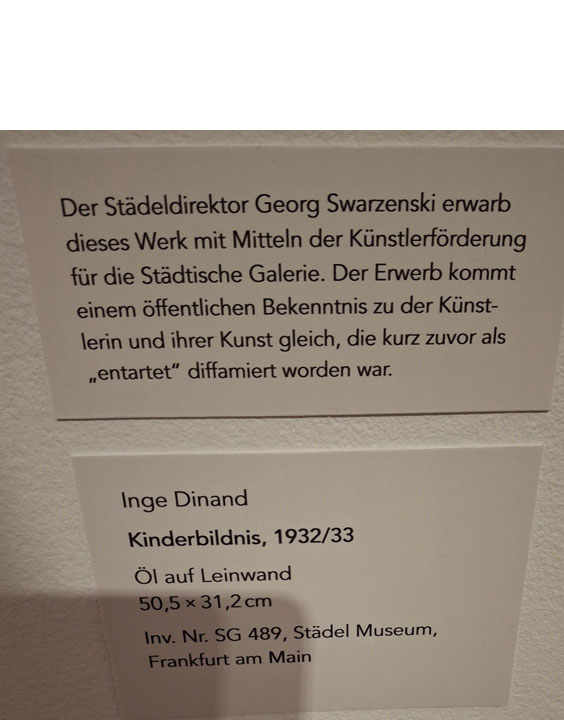 Der Städeldirektor Georg Swarzenski erwarb
dieses Werk mit Mitteln der Künstlerförderung
für die Städtische Galerie. Der Erwerb kommt
einem öffentlichen Bekenntnis zu der Künst-
lerin und ihrer Kunst gleich, die kurz zuvor als
„entartet“ diffamiert worden war.
Inge Dinand
Kinderbildnis, 1932/33
Öl auf Leinwand
50,5 × 31,2 cm
Inv. Nr. SG 489, Städel Museum,
Frankfurt am Main